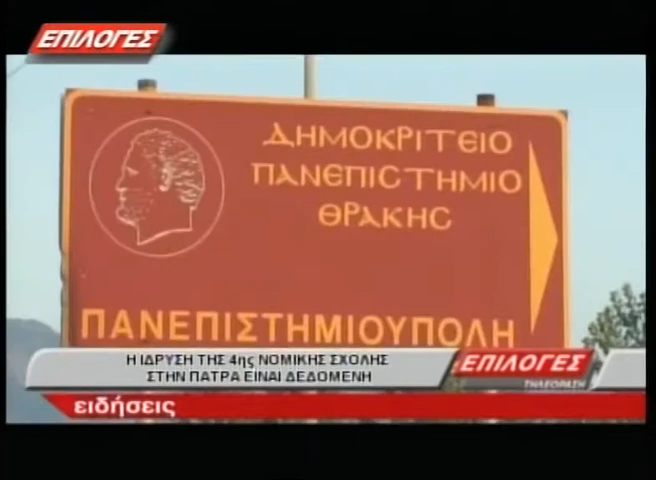 ΕΠΙΛΟΓΕΣ
ΔΗΜΟΚΡΙΤΕΙΟ
ΠΑΝΕΠΙΣΤΗΜΙΟ
ΘΡΑΚΗΣ
ΠΑΝΕΠΙΣΤΗΜΙΟΥΠΟΛΗ
Η ΙΔΡΥΣΗ ΤΗΣ 4ης ΝΟΜΙΚΗΣ ΣΧΟΛΗΣ
ΣΤΗΝ ΠΑΤΡΑ ΕΙΝΑΙ ΔΕΔΟΜΕΝΗ
ΕΠΙΛΟΓΕΣ
ΤΗΛΕΟΡΑΣΗ
ειδήσεις